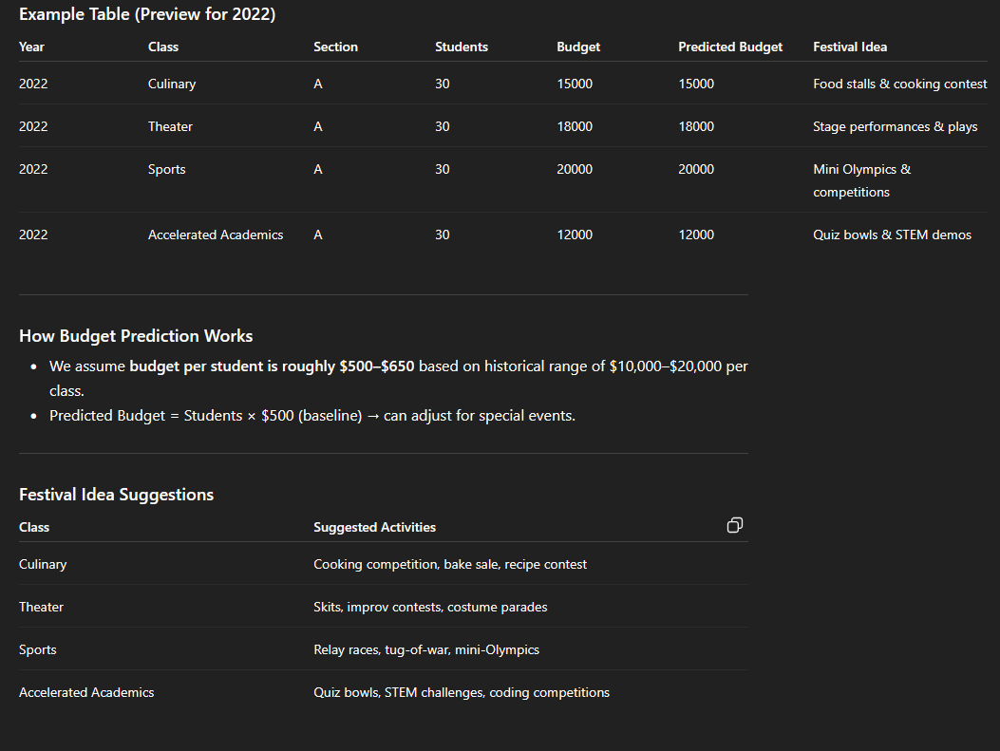 Example Table (Preview for 2022)
Year Class Section Students Budget Predicted Budget Festival Idea
2022 Culinary A 30 15000 15000 Food stalls & cooking contest
2022 Theater A 30 18000 18000 Stage performances & plays
2022 Sports A 30 20000 20000 Mini Olympics &
competitions
2022 Accelerated Academics A 30 12000 12000 Quiz bowls & STEM demos
How Budget Prediction Works
• We assume budget per student is roughly $500–$650 based on historical range of $10,000–$20,000 per
class.
• Predicted Budget = Students × $500 (baseline) → can adjust for special events.
Festival Idea Suggestions
Class Suggested Activities
Culinary Cooking competition, bake sale, recipe contest
Theater Skits, improv contests, costume parades
Sports Relay races, tug-of-war, mini-Olympics
Accelerated Academics Quiz bowls, STEM challenges, coding competitions